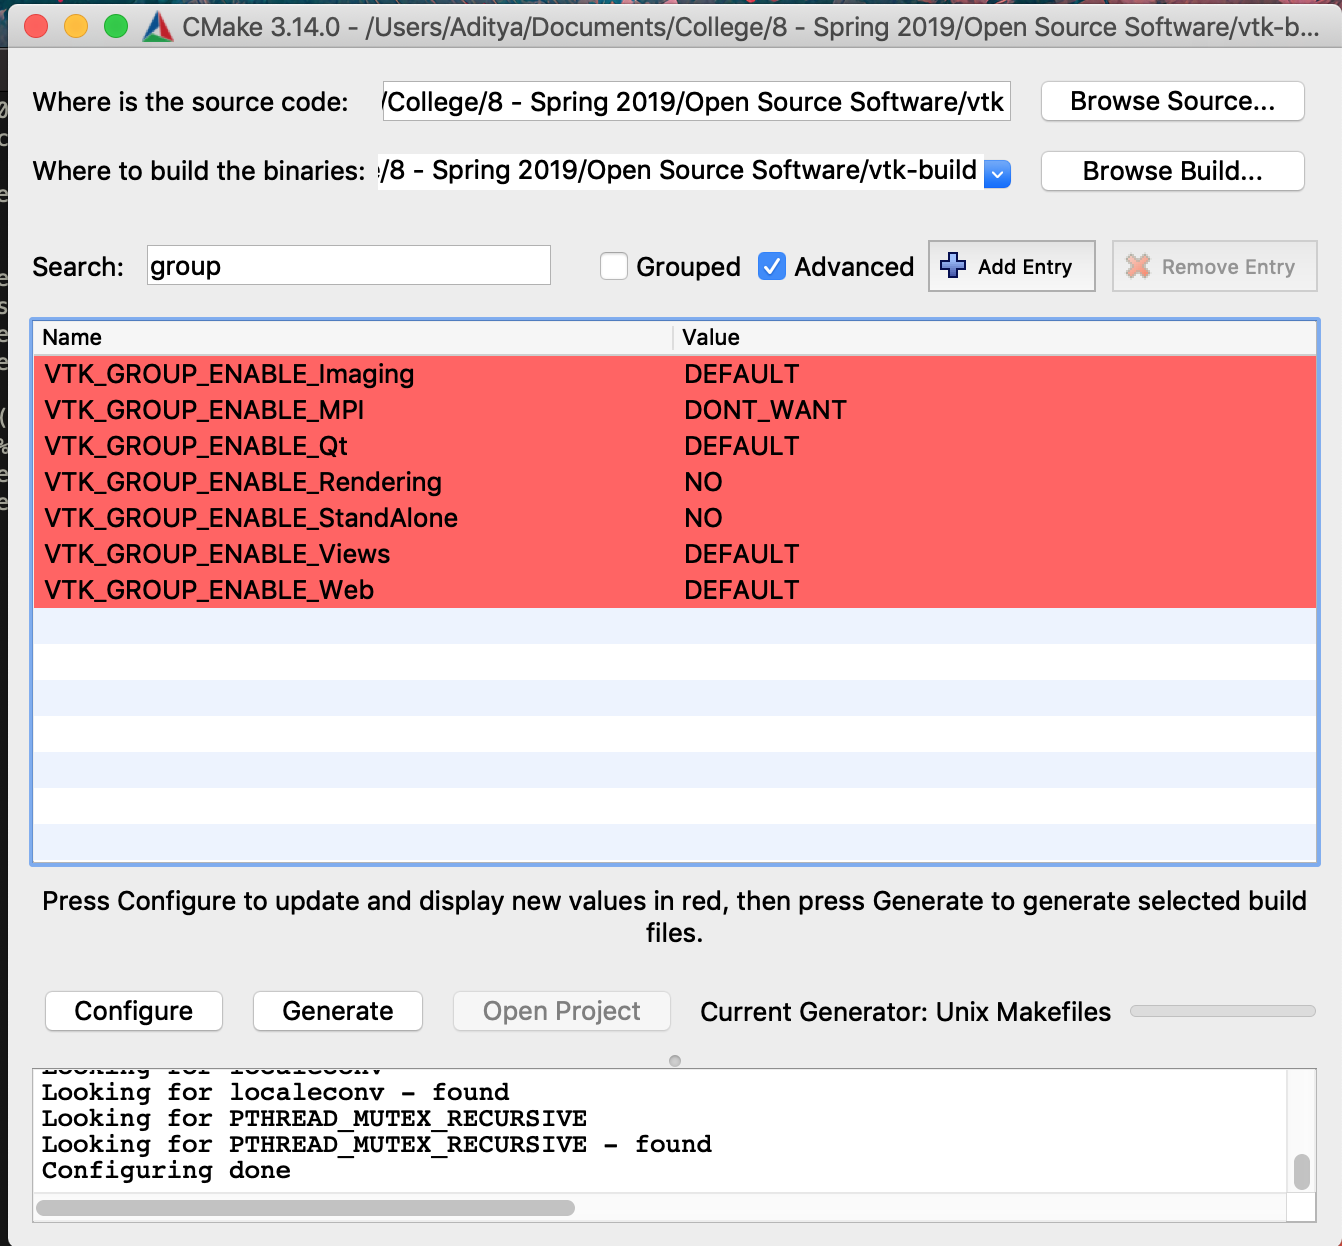 CMake 3.14.0 - /Users/Aditya/Documents/College/8 - Spring 2019/Open Source Software/vtk-b...
Where is the source code: /College/8 - Spring 2019/Open Source Software/vtk Browse Source...
Where to build the binaries: /8 - Spring 2019/Open Source Software/vtk-build Browse Build...
Search: group Grouped Advanced Add Entry Remove Entry
Name Value
VTK_GROUP_ENABLE_Imaging DEFAULT
VTK_GROUP_ENABLE_MPI DONT_WANT
VTK_GROUP_ENABLE_Qt DEFAULT
VTK_GROUP_ENABLE_Rendering NO
VTK_GROUP_ENABLE_StandAlone NO
VTK_GROUP_ENABLE_Views DEFAULT
VTK_GROUP_ENABLE_Web DEFAULT
Press Configure to update and display new values in red, then press Generate to generate selected build
files.
Configure Generate Open Project Current Generator: Unix Makefiles
Looking for localeconv
Looking for localeconv - found
Looking for PTHREAD_MUTEX_RECURSIVE
Looking for PTHREAD_MUTEX_RECURSIVE - found
Configuring done